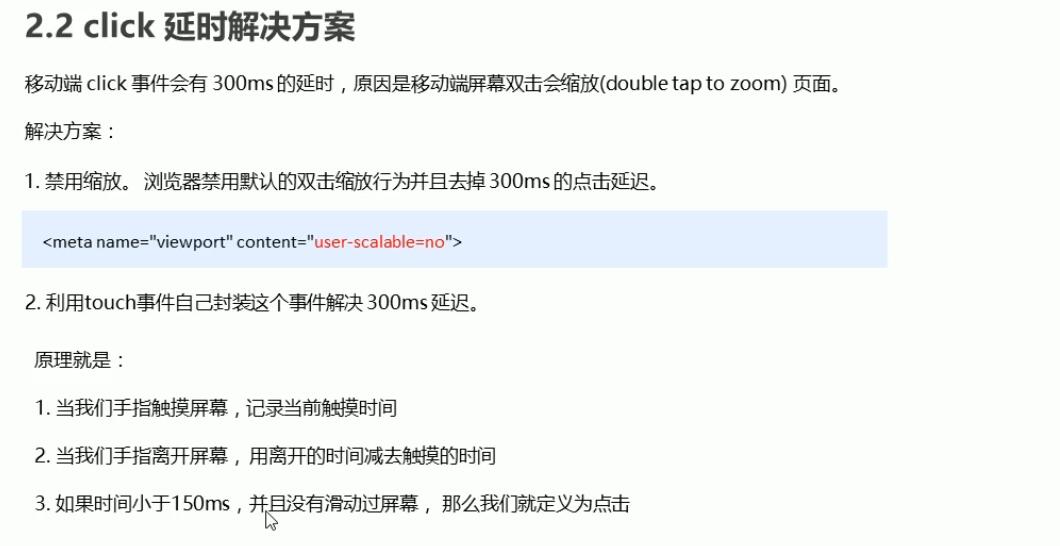 2.2 click 延时解决方案
移动端 click 事件会有 300ms 的延时，原因是移动端屏幕双击会缩放(double tap to zoom) 页面。
解决方案：
1. 禁用缩放。 浏览器禁用默认的双击缩放行为并且去掉 300ms 的点击延迟。
<meta name="viewport" content="user-scalable=no">
2. 利用touch事件自己封装这个事件解决 300ms 延迟。
原理就是：
1. 当我们手指触摸屏幕，记录当前触摸时间
2. 当我们手指离开屏幕， 用离开的时间减去触摸的时间
3. 如果时间小于150ms，并且没有滑动过屏幕， 那么我们就定义为点击